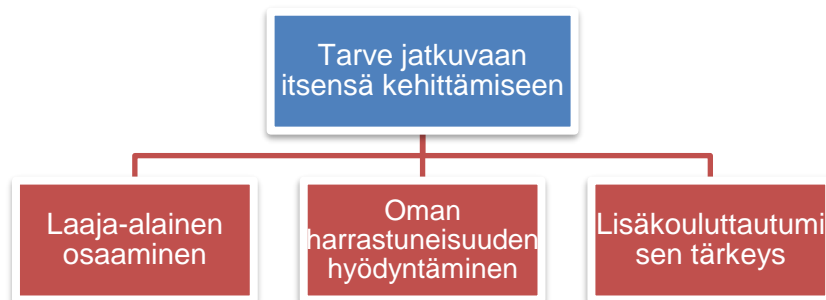 Tarve jatkuvaan
itsensä kehittämiseen
Laaja-alainen
osaaminen
Oman
harrastuneisuuden
hyödyntäminen
Lisäkouluttautumi
sen tärkeys